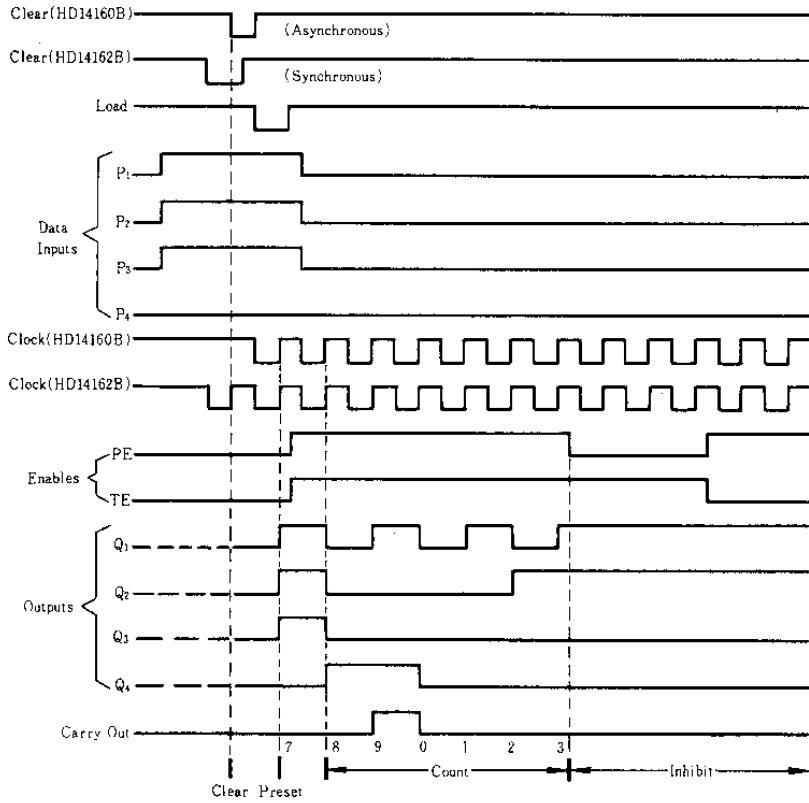 Clear(HD14160B)
(Asynchronous)
Clear(HD14162B)
(Synchronous)
Load
Data
Inputs
P1
P2
P3
P4
Clock(HD14160B)
Clock(HD14162B)
Enables
PE
TE
Outputs
Q1
Q2
Q3
Q4
Carry Out
7 8 9 0 1 2 3
Count
Inhibit
Clear Preset